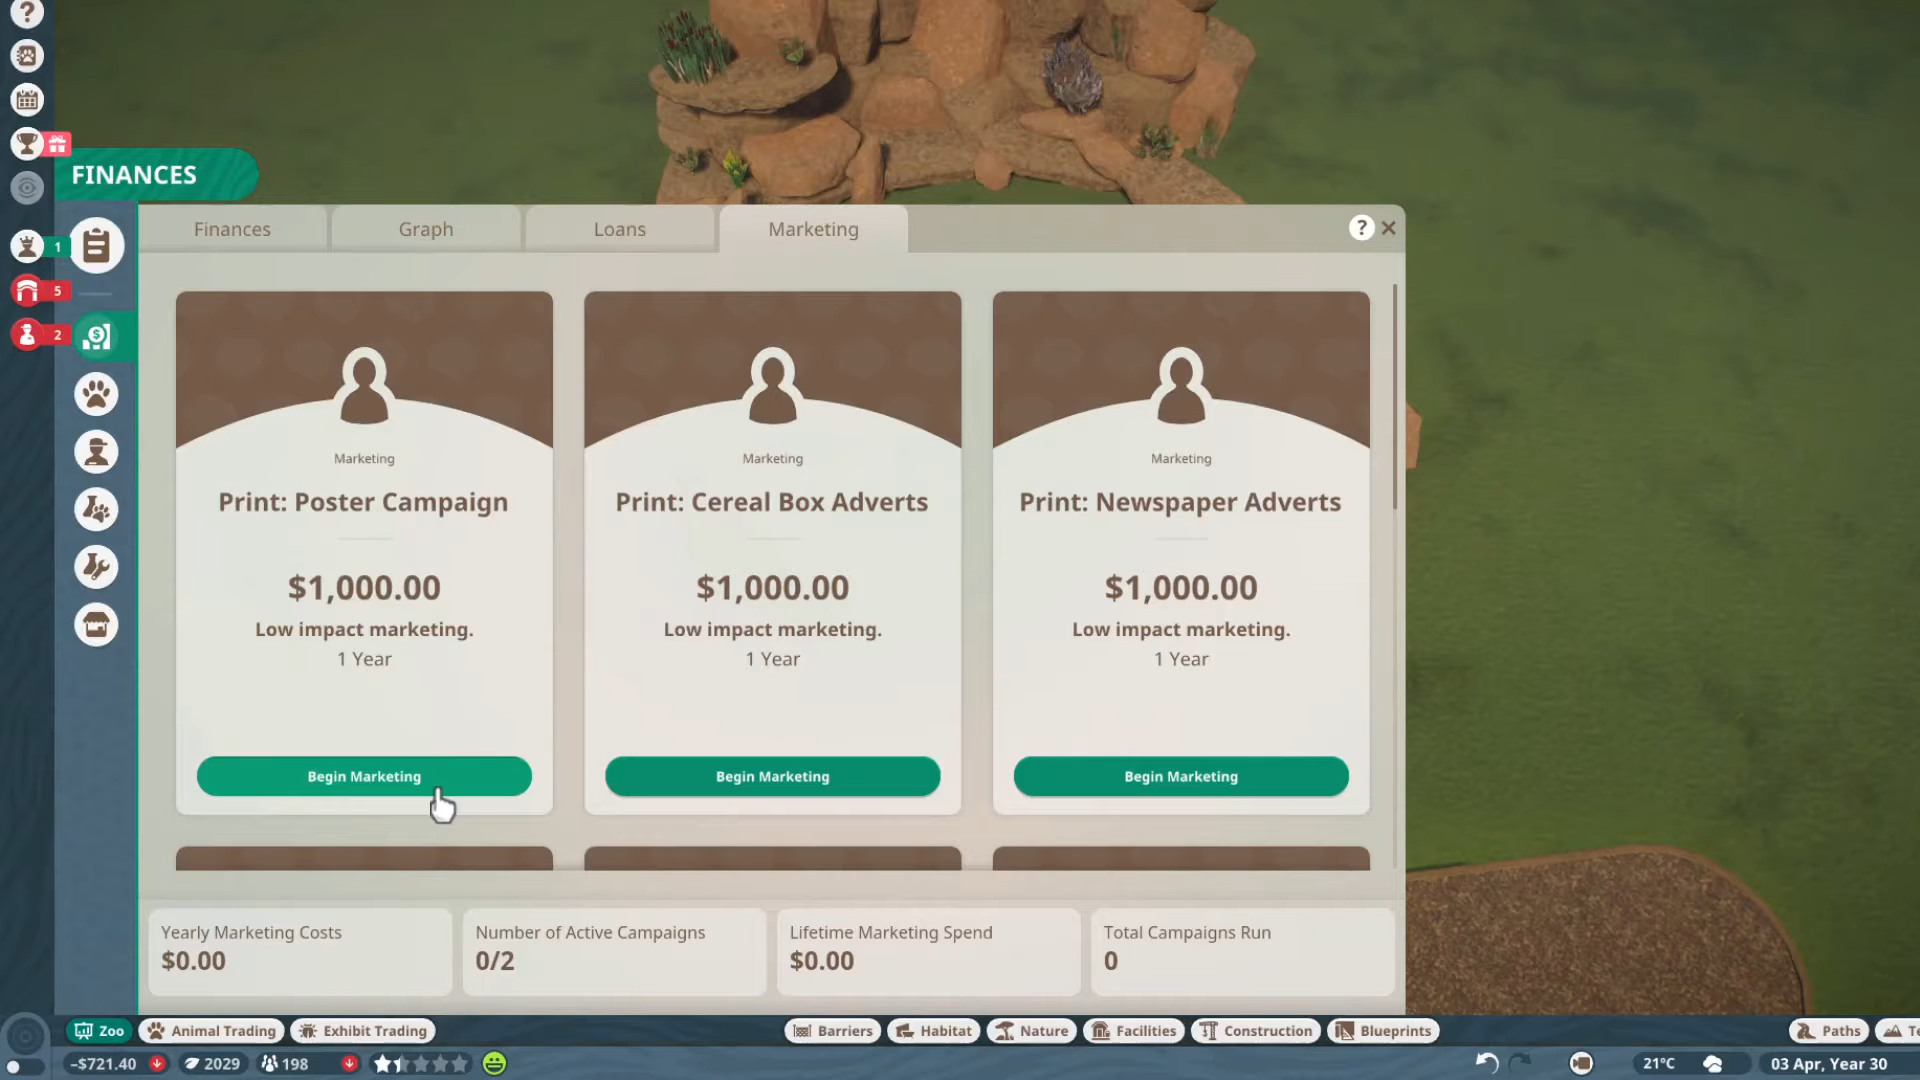 ?
FINANCES
1
5
2
Finances
Graph
Loans
Marketing
?
Marketing
Print: Poster Campaign
$1,000.00
Low impact marketing.
1 Year
Begin Marketing
Marketing
Print: Cereal Box Adverts
$1,000.00
Low impact marketing.
1 Year
Begin Marketing
Marketing
Print: Newspaper Adverts
$1,000.00
Low impact marketing.
1 Year
Begin Marketing
Yearly Marketing Costs
$0.00
Number of Active Campaigns
0/2
Lifetime Marketing Spend
$0.00
Total Campaigns Run
0
Zoo
Animal Trading
Exhibit Trading
Barriers
Habitat
Nature
Facilities
Construction
Blueprints
Paths
Te
-$721.40
2029
198
21°C
03 Apr, Year 30